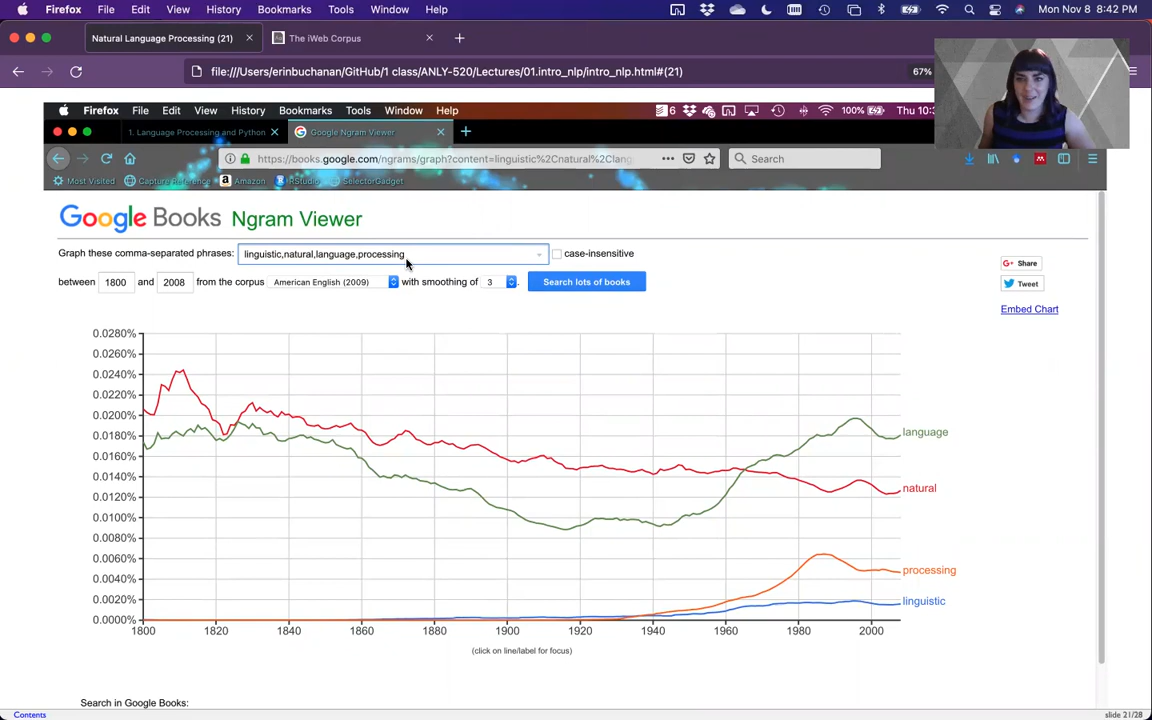 Firefox File Edit View History Bookmarks Tools Window Help Mon Nov 8 8:42 PM
Natural Language Processing (21) The iWeb Corpus
file:///Users/erinbuchanan/GitHub/1 class/ANLY-520/Lectures/01.intro_nlp/intro_nlp.html#(21) 67%
Firefox File Edit View History Bookmarks Tools Window Help 6 100% Thu 10:3
1. Language Processing and Python Google Ngram Viewer
https://books.google.com/ngrams/graph?content=linguistic%2Cnatural%2Clang Search
Most Visited Capture Reference Amazon RStudio SelectorGadget
Google Books Ngram Viewer
Graph these comma-separated phrases: linguistic,natural,language,processing case-insensitive
Share
between 1800 and 2008 from the corpus American English (2009) with smoothing of 3 . Search lots of books
Tweet
Embed Chart
0.0280%
0.0260%
0.0240%
0.0220%
0.0200%
0.0180%
language
0.0160%
0.0140%
natural
0.0120%
0.0100%
0.0080%
0.0060%
processing
0.0040%
0.0020%
linguistic
0.0000%
1800 1820 1840 1860 1880 1900 1920 1940 1960 1980 2000
(click on line/label for focus)
Search in Google Books:
Contents slide 21/28